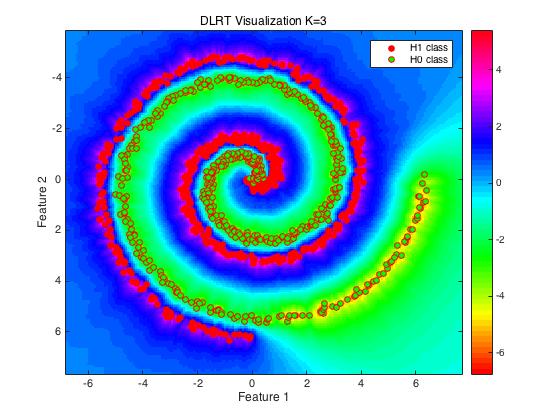 DLRT Visualization K=3
H1 class
H0 class
Feature 2
-4
-2
0
2
4
6
-6 -4 -2 0 2 4 6
Feature 1
4
2
0
-2
-4
-6